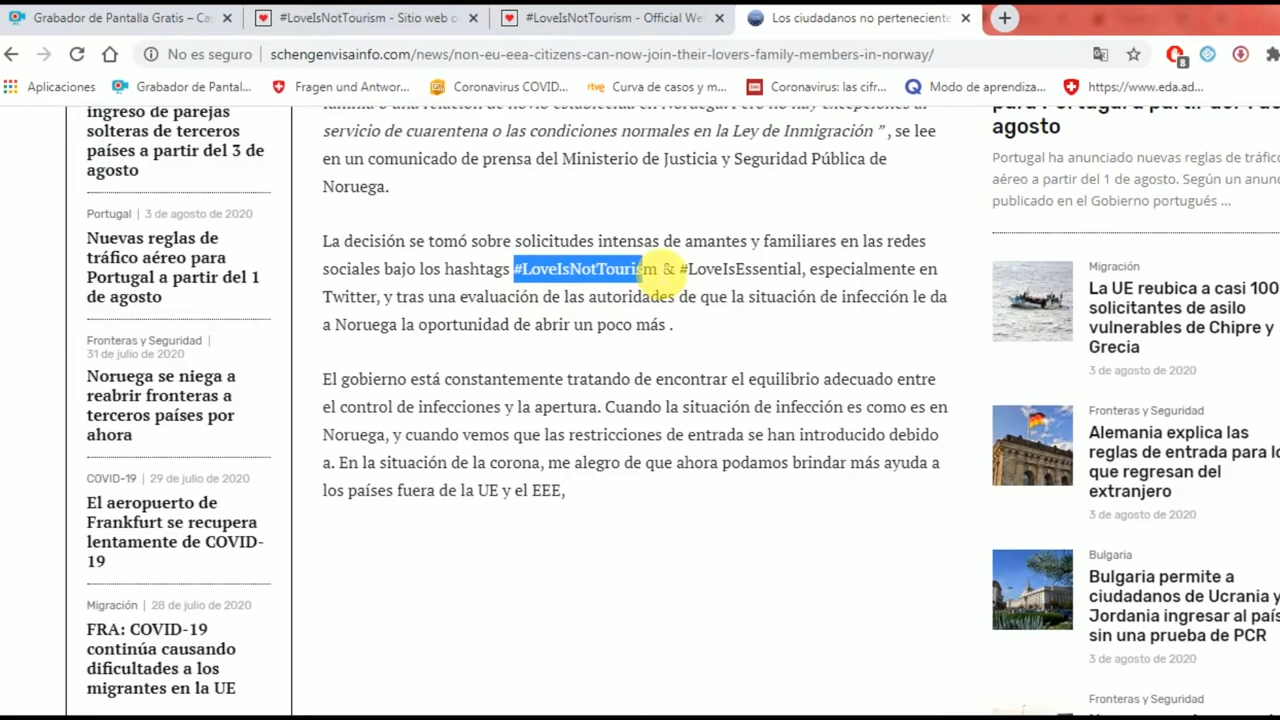 Grabador de Pantalla Gratis – Ca
#LoveIsNotTourism - Sitio web o
#LoveIsNotTourism - Official We
Los ciudadanos no perteneciente
No es seguro
schengenvisainfo.com/news/non-eu-eea-citizens-can-now-join-their-lovers-family-members-in-norway/
8
Aplicaciones
Grabador de Pantal...
Fragen und Antwor...
Coronavirus COVID...
rtve
Curva de casos y m...
Coronavirus: las cifr...
Modo de aprendiza...
https://www.eda.ad...
ingreso de parejas
solteras de terceros
países a partir del 3 de
agosto
Portugal | 3 de agosto de 2020
Nuevas reglas de
tráfico aéreo para
Portugal a partir del 1
de agosto
Fronteras y Seguridad |
31 de julio de 2020
Noruega se niega a
reabrir fronteras a
terceros países por
ahora
COVID-19 | 29 de julio de 2020
El aeropuerto de
Frankfurt se recupera
lentamente de COVID-
19
Migración | 28 de julio de 2020
FRA: COVID-19
continúa causando
dificultades a los
migrantes en la UE
servicio de cuarentena o las condiciones normales en la Ley de Inmigración ” , se lee
en un comunicado de prensa del Ministerio de Justicia y Seguridad Pública de
Noruega.
La decisión se tomó sobre solicitudes intensas de amantes y familiares en las redes
sociales bajo los hashtags #LoveIsNotTourism & #LoveIsEssential, especialmente en
Twitter, y tras una evaluación de las autoridades de que la situación de infección le da
a Noruega la oportunidad de abrir un poco más .
El gobierno está constantemente tratando de encontrar el equilibrio adecuado entre
el control de infecciones y la apertura. Cuando la situación de infección es como es en
Noruega, y cuando vemos que las restricciones de entrada se han introducido debido
a. En la situación de la corona, me alegro de que ahora podamos brindar más ayuda a
los países fuera de la UE y el EEE,
para Portugal a partir del 1 de
agosto
Portugal ha anunciado nuevas reglas de tráfico
aéreo a partir del 1 de agosto. Según un anunc
publicado en el Gobierno portugués ...
Migración
La UE reubica a casi 100
solicitantes de asilo
vulnerables de Chipre y
Grecia
3 de agosto de 2020
Fronteras y Seguridad
Alemania explica las
reglas de entrada para lo
que regresan del
extranjero
3 de agosto de 2020
Bulgaria
Bulgaria permite a
ciudadanos de Ucrania y
Jordania ingresar al país
sin una prueba de PCR
3 de agosto de 2020
Fronteras y Seguridad